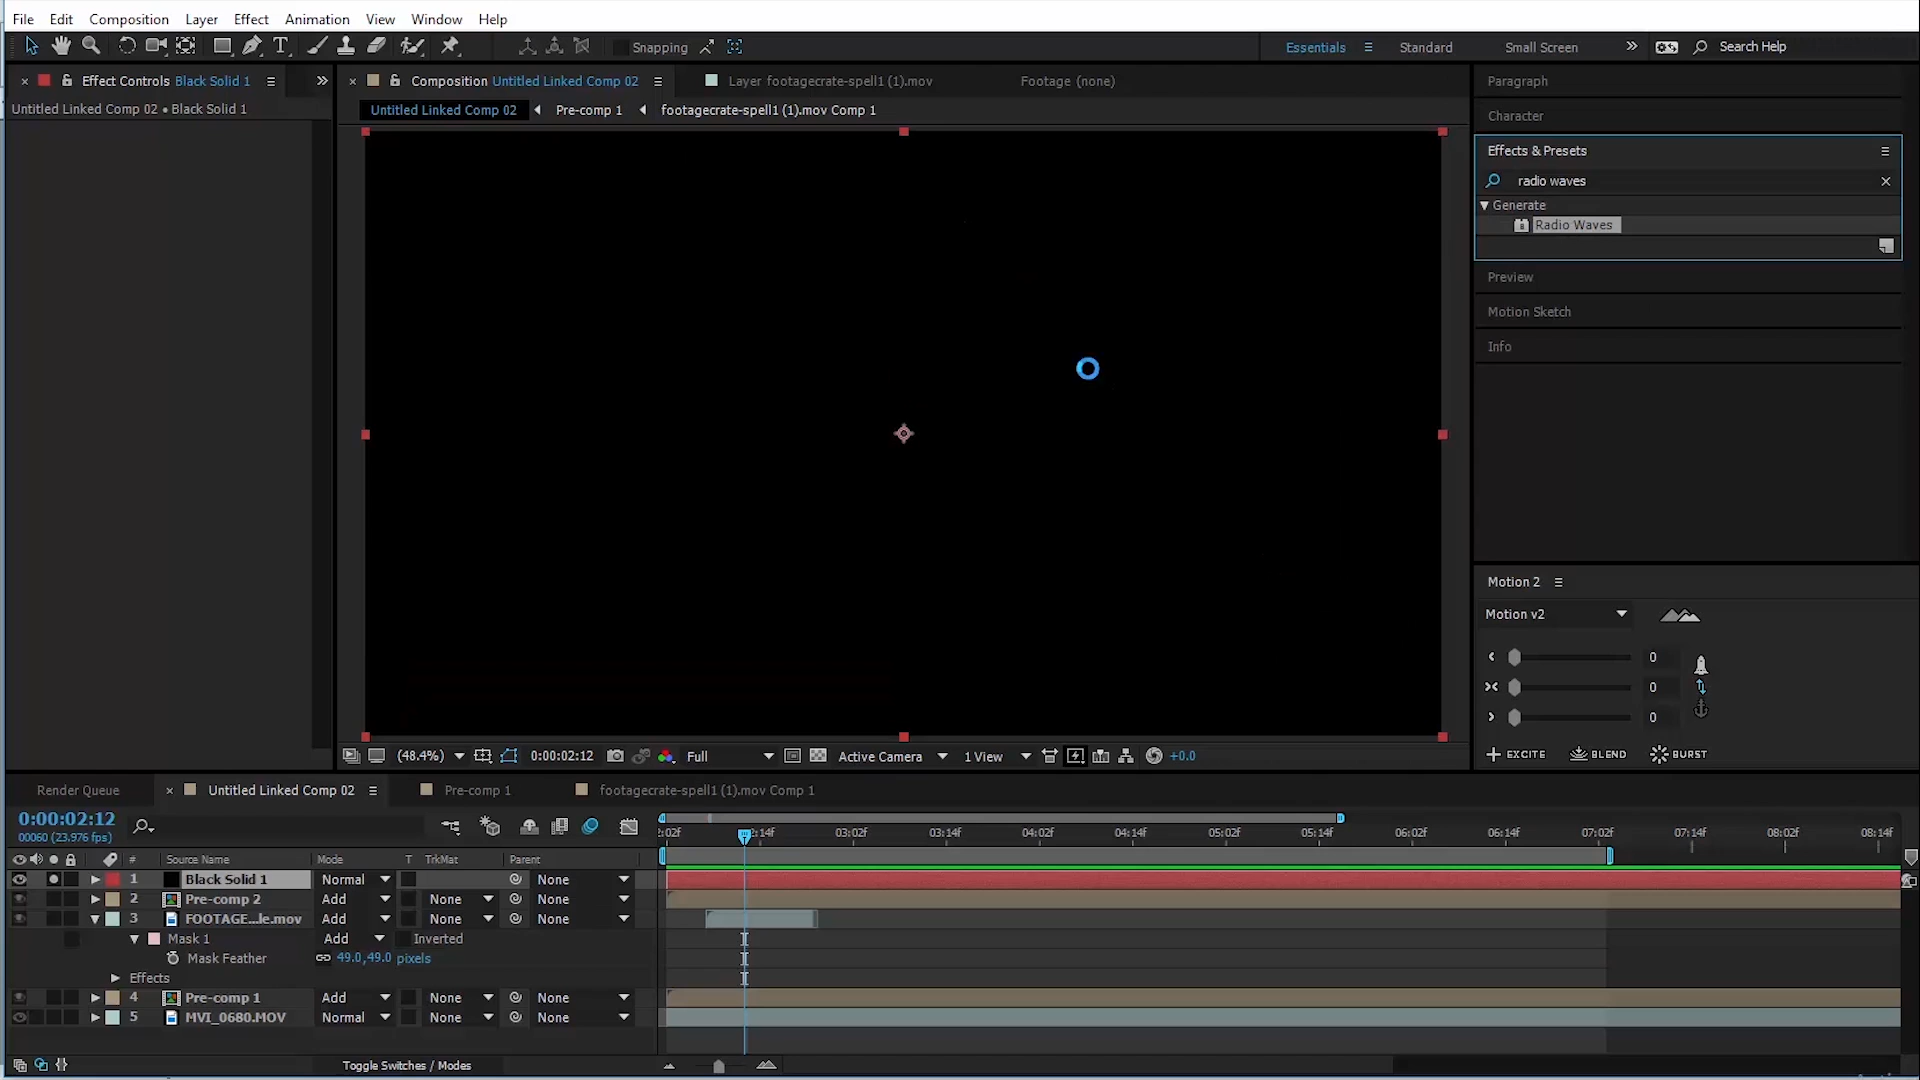 File Edit Composition Layer Effect Animation View Window Help
Snapping Essentials Standard Small Screen Search Help
Effect Controls Black Solid 1
Composition Untitled Linked Comp 02 Layer footagecrate-spell1 (1).mov Footage (none)
Untitled Linked Comp 02 • Black Solid 1
Untitled Linked Comp 02 Pre-comp 1 footagecrate-spell1 (1).mov Comp 1
Paragraph
Character
Effects & Presets
radio waves
Generate
Radio Waves
Preview
Motion Sketch
Info
Motion 2
Motion v2
0
0
0
EXCITE BLEND BURST
(48.4%) 0:00:02:12 Full Active Camera 1 View +0.0
Render Queue Untitled Linked Comp 02 Pre-comp 1 footagecrate-spell1 (1).mov Comp 1
0:00:02:12
00060 (23.976 fps)
:02f :14f 03:02f 03:14f 04:02f 04:14f 05:02f 05:14f 06:02f 06:14f 07:02f 07:14f 08:02f 08:14f
# Source Name Mode T TrkMat Parent
1 Black Solid 1 Normal None
2 Pre-comp 2 Add None None
3 FOOTAGE...le.mov Add None None
Mask 1 Add Inverted
Mask Feather 49.0,49.0 pixels
Effects
4 Pre-comp 1 Add None None
5 MVI_0680.MOV Normal None None
Toggle Switches / Modes